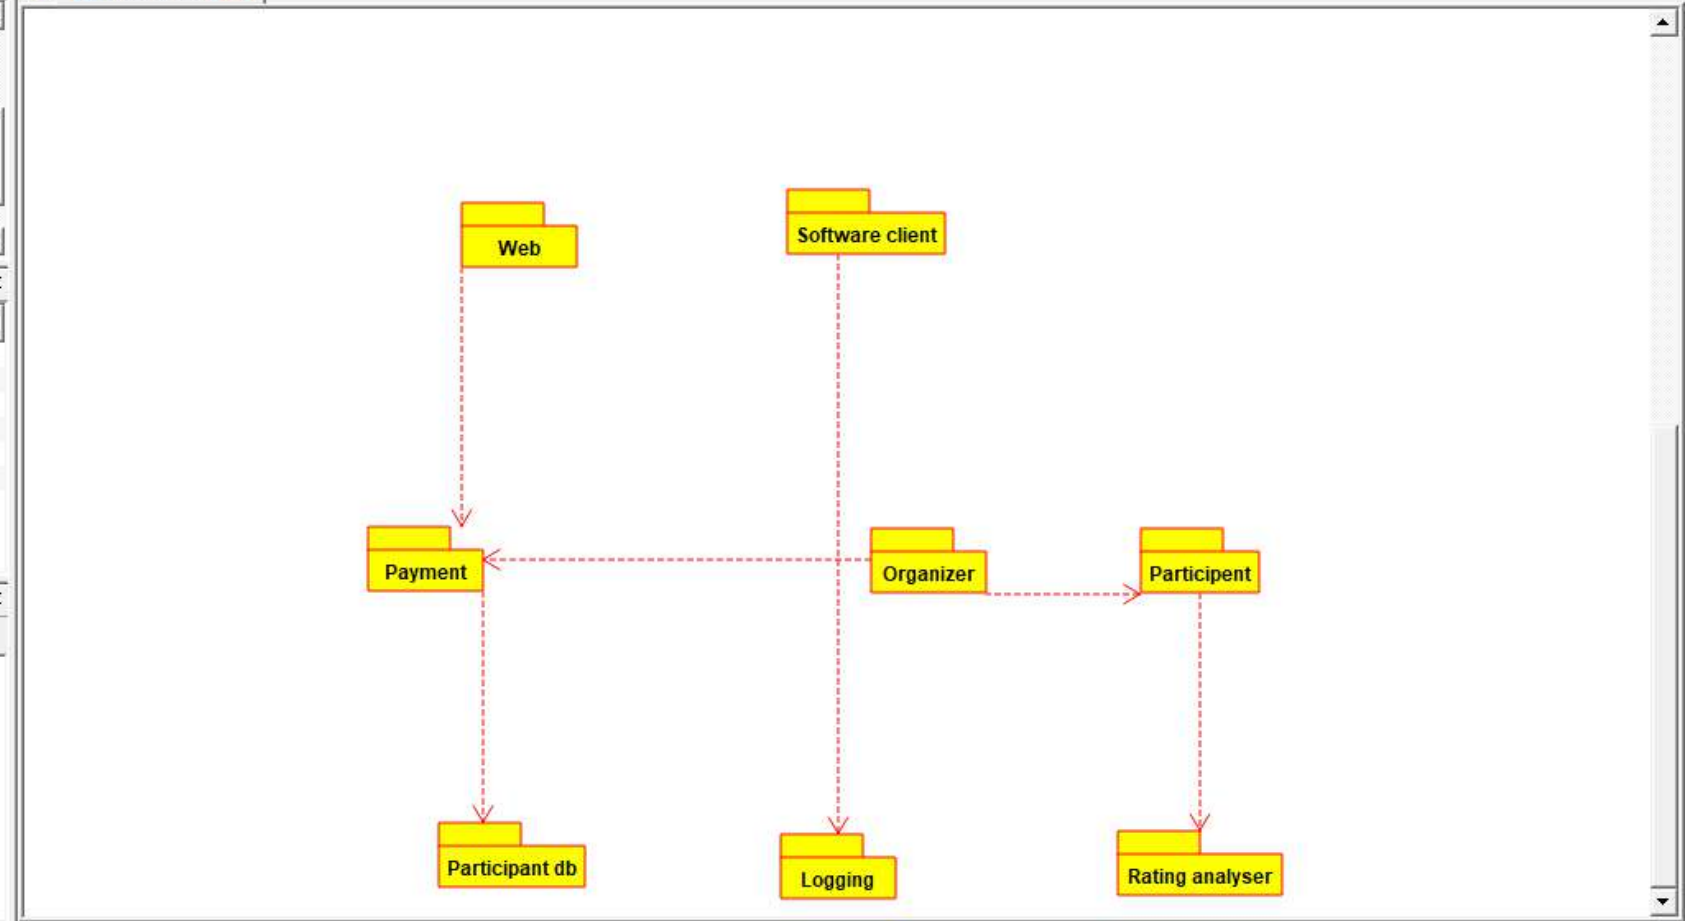 Web
Software client
Payment
Organizer
Participent
Participant db
Logging
Rating analyser